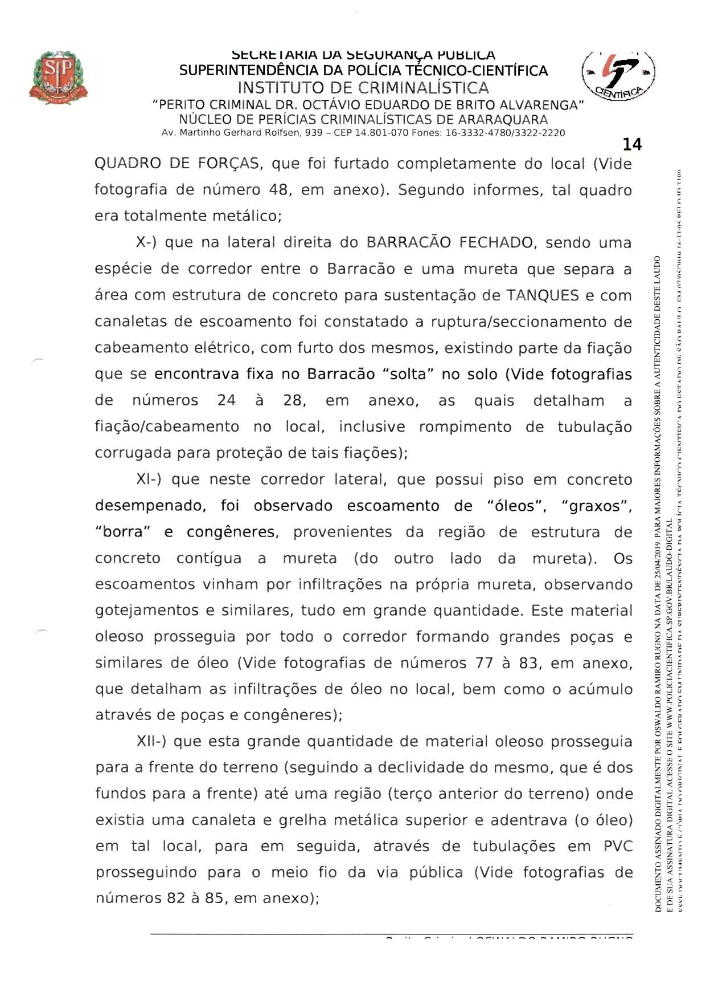 SECRETARIA DA SEGURANÇA PÚBLICA
SUPERINTENDÊNCIA DA POLÍCIA TÉCNICO-CIENTÍFICA
INSTITUTO DE CRIMINALÍSTICA
“PERITO CRIMINAL DR. OCTÁVIO EDUARDO DE BRITO ALVARENGA”
NÚCLEO DE PERÍCIAS CRIMINALÍSTICAS DE ARARAQUARA
Av. Martinho Gerhard Rolfsen, 939 – CEP 14.801-070 Fones: 16-3332-4780/3322-2220
SP
CIENTÍFICA
14
QUADRO DE FORÇAS, que foi furtado completamente do local (Vide
fotografia de número 48, em anexo). Segundo informes, tal quadro
era totalmente metálico;
X-) que na lateral direita do BARRACÃO FECHADO, sendo uma
espécie de corredor entre o Barracão e uma mureta que separa a
área com estrutura de concreto para sustentação de TANQUES e com
canaletas de escoamento foi constatado a ruptura/seccionamento de
cabeamento elétrico, com furto dos mesmos, existindo parte da fiação
que se encontrava fixa no Barracão “solta” no solo (Vide fotografias
de números 24 à 28, em anexo, as quais detalham a
fiação/cabeamento no local, inclusive rompimento de tubulação
corrugada para proteção de tais fiações);
XI-) que neste corredor lateral, que possui piso em concreto
desempenado, foi observado escoamento de “óleos”, “graxos”,
“borra” e congêneres, provenientes da região de estrutura de
concreto contígua a mureta (do outro lado da mureta). Os
escoamentos vinham por infiltrações na própria mureta, observando
gotejamentos e similares, tudo em grande quantidade. Este material
oleoso prosseguia por todo o corredor formando grandes poças e
similares de óleo (Vide fotografias de números 77 à 83, em anexo,
que detalham as infiltrações de óleo no local, bem como o acúmulo
através de poças e congêneres);
XII-) que esta grande quantidade de material oleoso prosseguia
para a frente do terreno (seguindo a declividade do mesmo, que é dos
fundos para a frente) até uma região (terço anterior do terreno) onde
existia uma canaleta e grelha metálica superior e adentrava (o óleo)
em tal local, para em seguida, através de tubulações em PVC
prosseguindo para o meio fio da via pública (Vide fotografias de
números 82 à 85, em anexo);
Perito Criminal OSWALDO RAMIRO RUGNO
DOCUMENTO ASSINADO DIGITALMENTE POR OSWALDO RAMIRO RUGNO NA DATA DE 25/04/2019. PARA MAIORES INFORMAÇÕES SOBRE A AUTENTICIDADE DESTE LAUDO
E DE SUA ASSINATURA DIGITAL ACESSE O SITE WWW.POLICIACIENTIFICA.SP.GOV.BR/LAUDO-DIGITAL
ESSE DOCUMENTO É CÓPIA DO ORIGINAL E FOI GERADO EM UNIDADE DA SUPERINTENDÊNCIA DA POLÍCIA TÉCNICO CIENTÍFICA DO ESTADO DE SÃO PAULO, EM